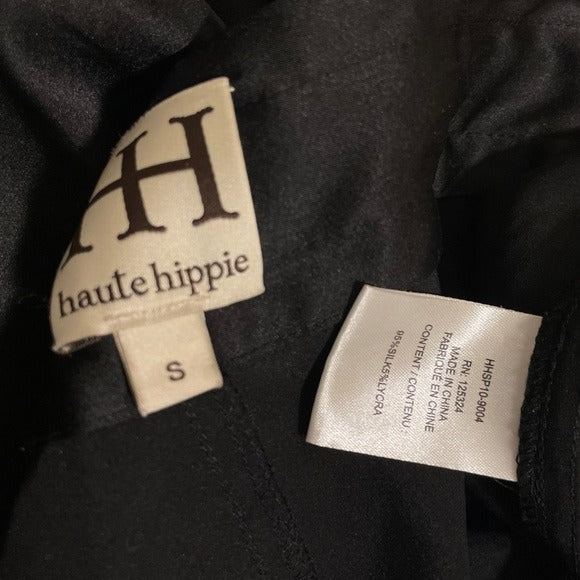 HH
haute hippie
S
HHSP10-9004
RN: 125324
MADE IN CHINA
FABRIQUÉ EN CHINE
CONTENT / CONTENU :
95%SILK5%LYCRA